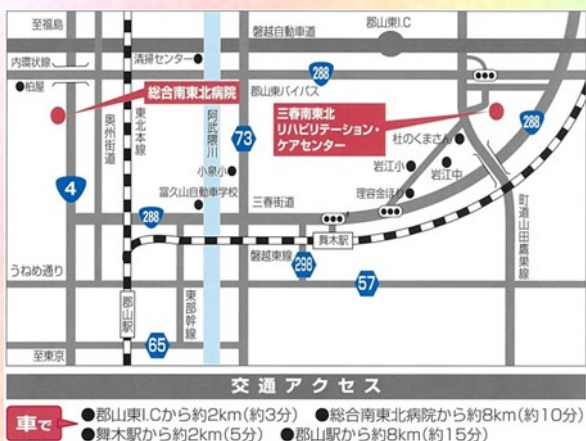 至福島
磐越自動車道
郡山東I.C
内環状線
清掃センター
288
柏屋
総合南東北病院
郡山東バイパス
三春南東北
リハビリテーション・
ケアセンター
288
奥州街道
東北本線
阿武隈川
73
杜のくまさん
小泉小
岩江小
岩江中
4
富久山自動車学校
三春街道
理容金ほり
288
舞木駅
町道山田鷹巣線
うねめ通り
磐越東線
298
57
郡山駅
東部幹線
65
至東京
交通アクセス
車で
●郡山東I.Cから約2km(約3分) ●総合南東北病院から約8km(約10分)
●舞木駅から約2km(5分) ●郡山駅から約8km(約15分)